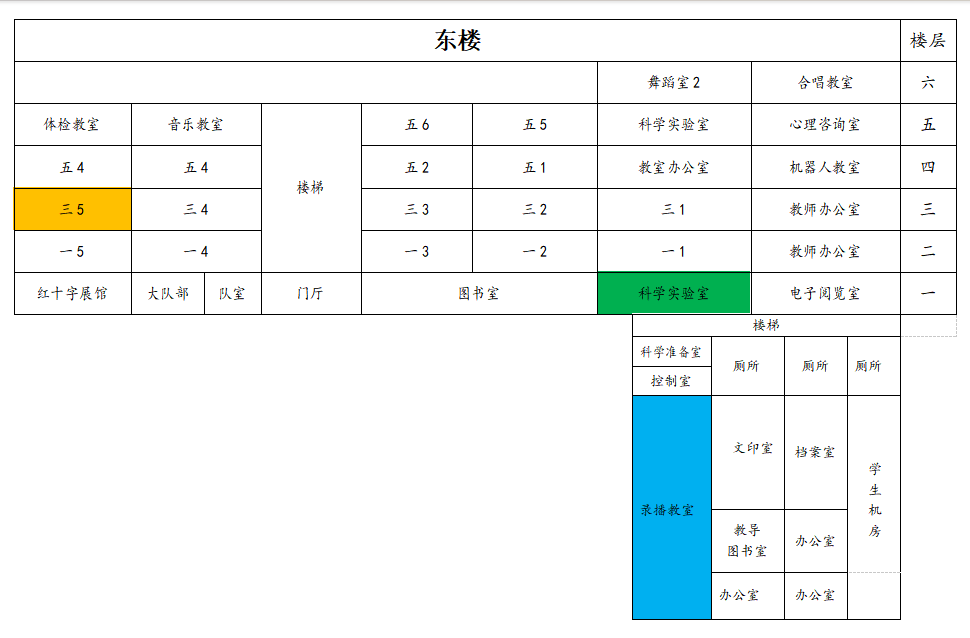 东楼 楼层
舞蹈室2 合唱教室 六
体检教室 音乐教室 五6 五5 科学实验室 心理咨询室 五
五4 五4 五2 五1 教室办公室 机器人教室 四
楼梯
三5 三4 三3 三2 三1 教师办公室 三
一5 一4 一3 一2 一1 教师办公室 二
红十字展馆 大队部 队室 门厅 图书室 科学实验室 电子阅览室 一
楼梯
科学准备室 厕所 厕所 厕所
控制室
录播教室
文印室 档案室
学
生
机
房
教导
图书室
办公室
办公室 办公室